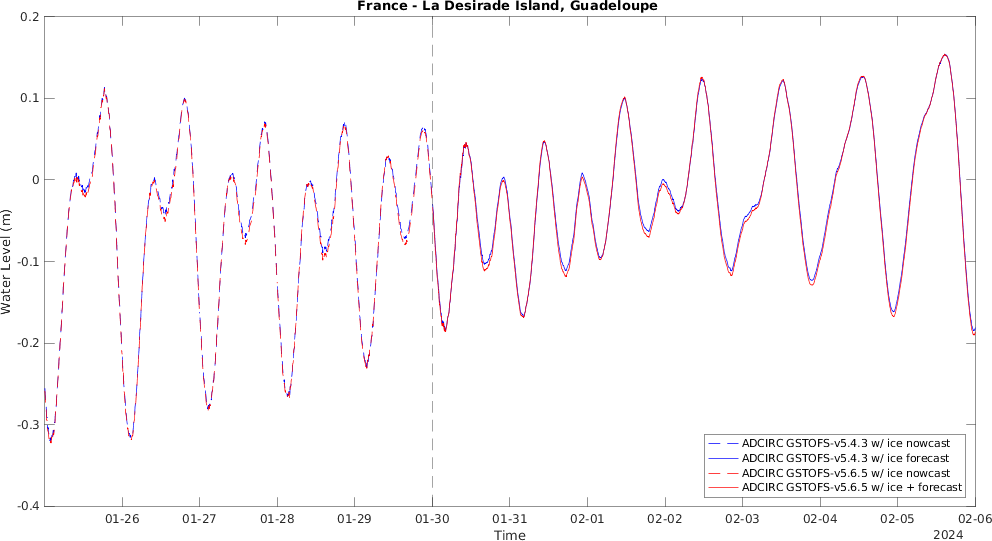 France - La Desirade Island, Guadeloupe
0.2
0.1
0
-0.1
-0.2
-0.3
-0.4
Water Level (m)
01-26 01-27 01-28 01-29 01-30 01-31 02-01 02-02 02-03 02-04 02-05 02-06
Time
2024
ADCIRC GSTOFS-v5.4.3 w/ ice nowcast
ADCIRC GSTOFS-v5.4.3 w/ ice forecast
ADCIRC GSTOFS-v5.6.5 w/ ice nowcast
ADCIRC GSTOFS-v5.6.5 w/ ice + forecast